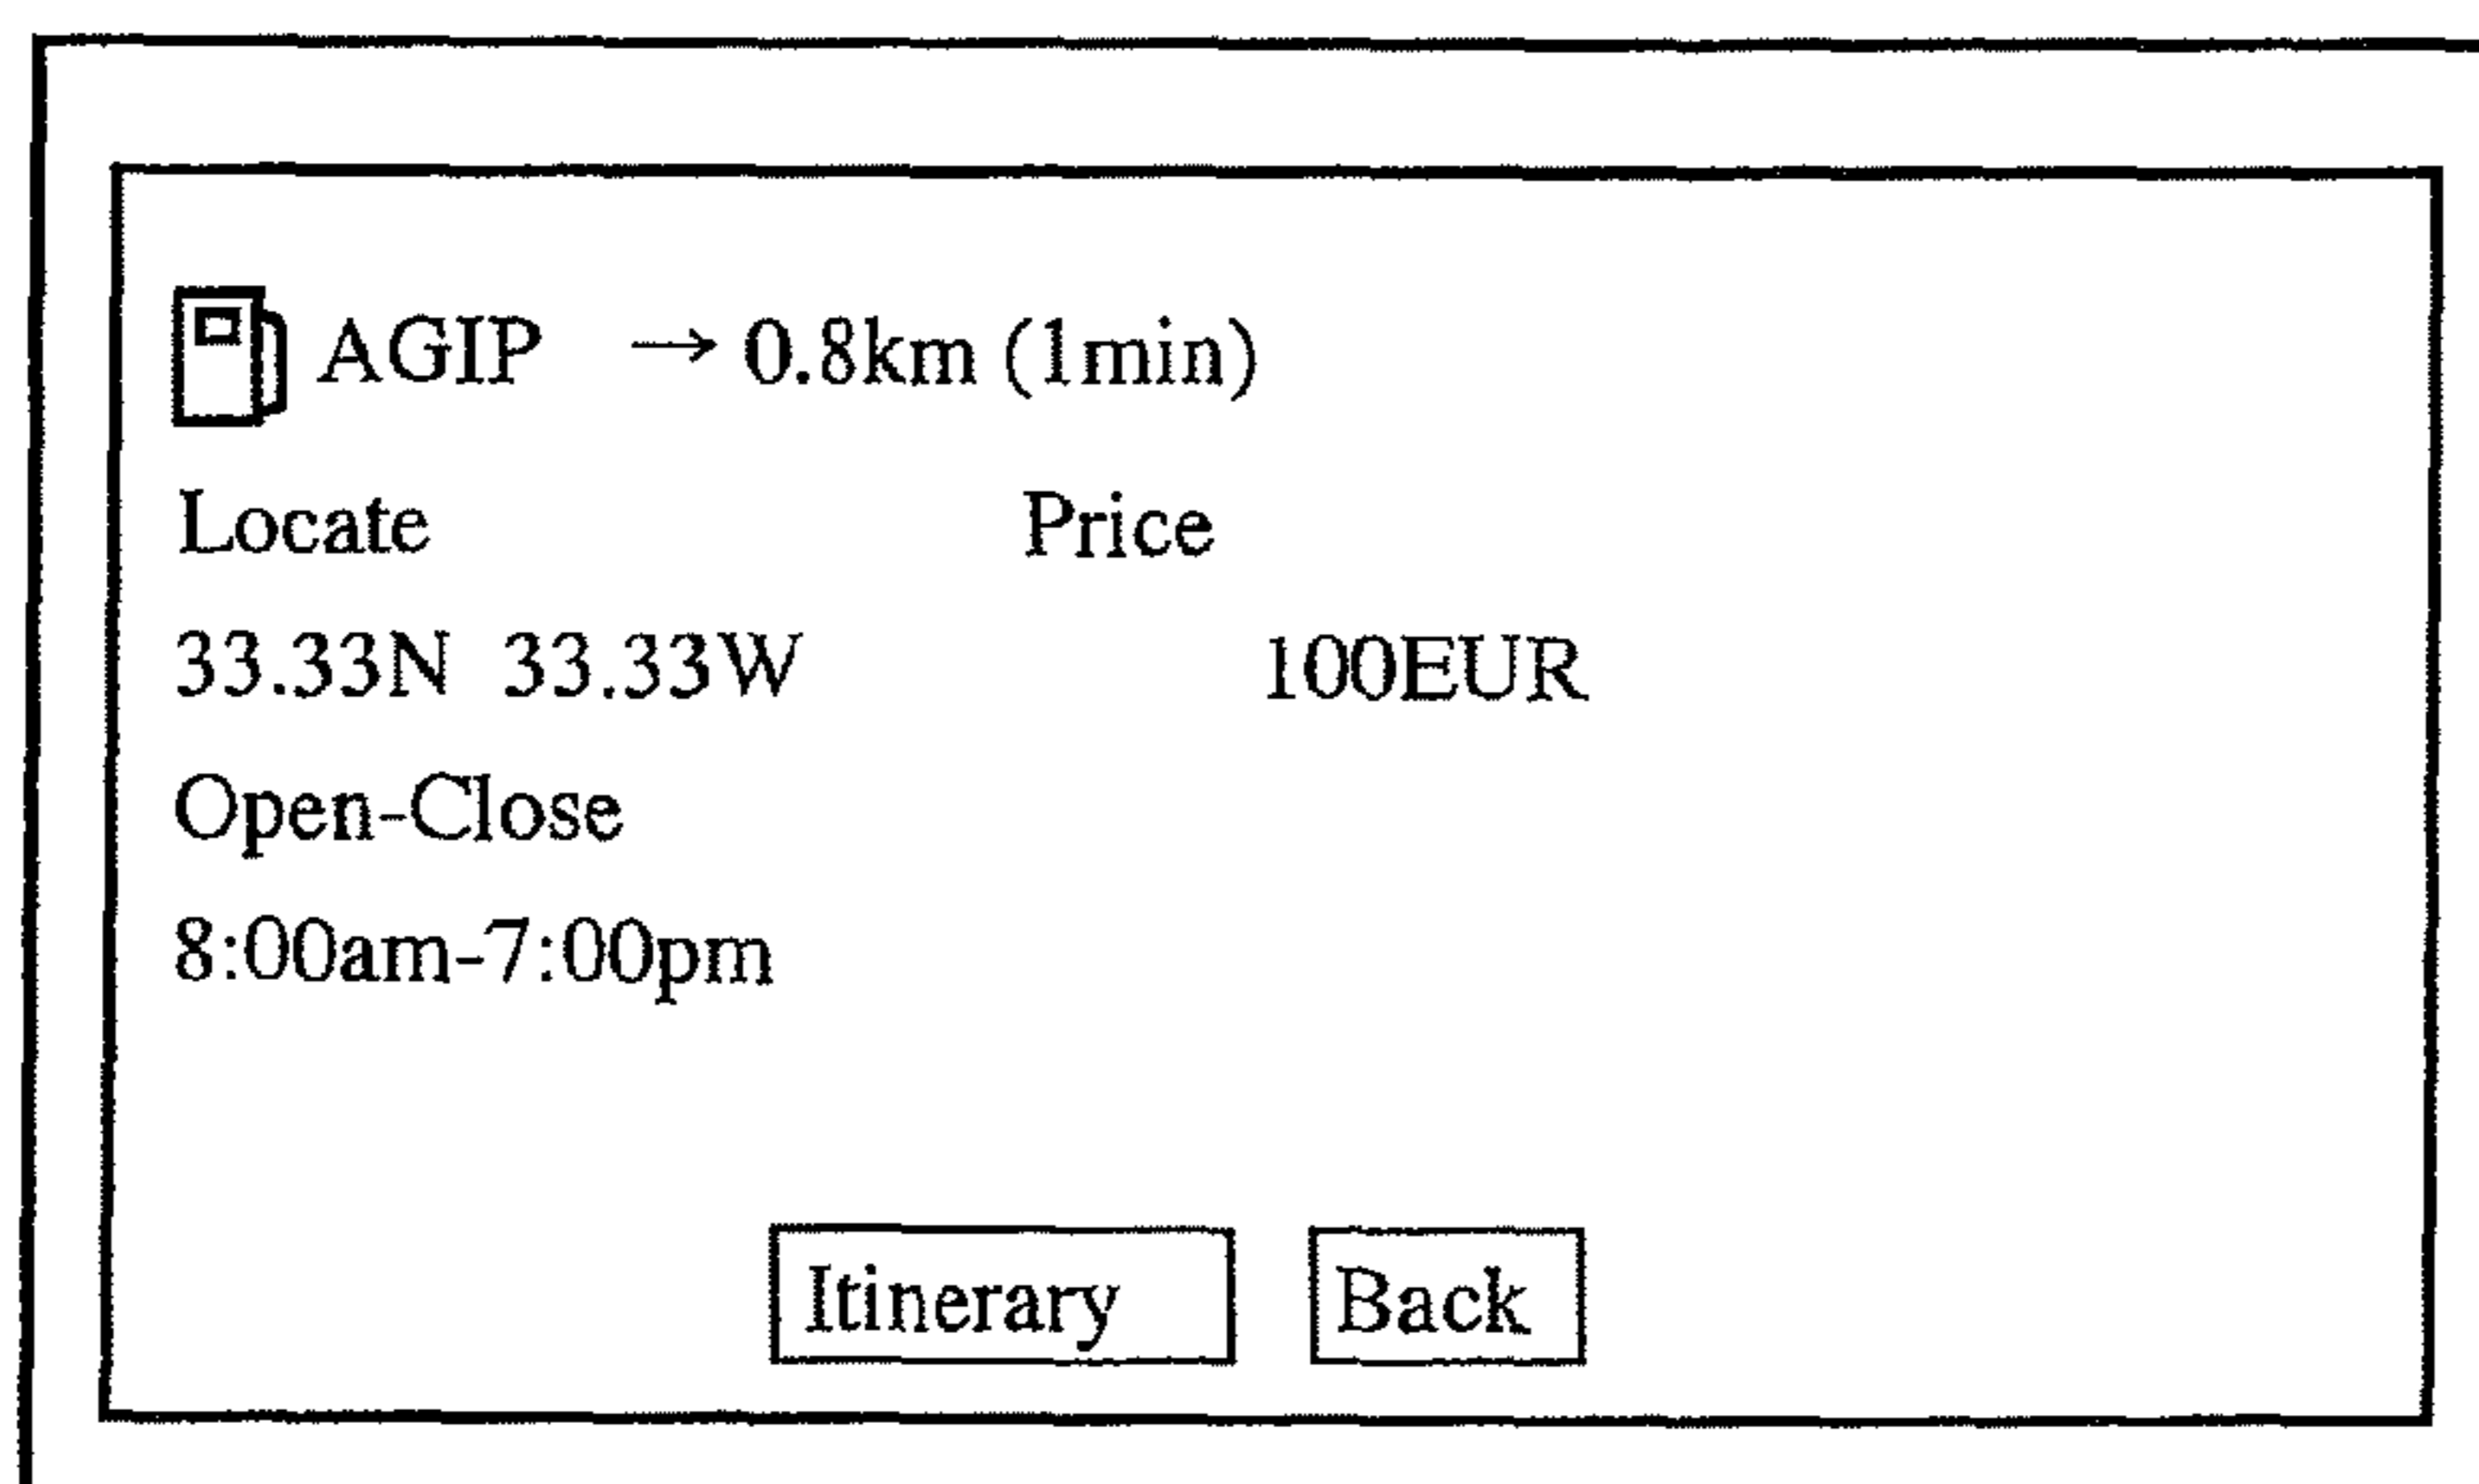 AGIP → 0.8km (1min)
Locate Price
33.33N 33.33W 100EUR
Open-Close
8:00am-7:00pm
Itinerary Back